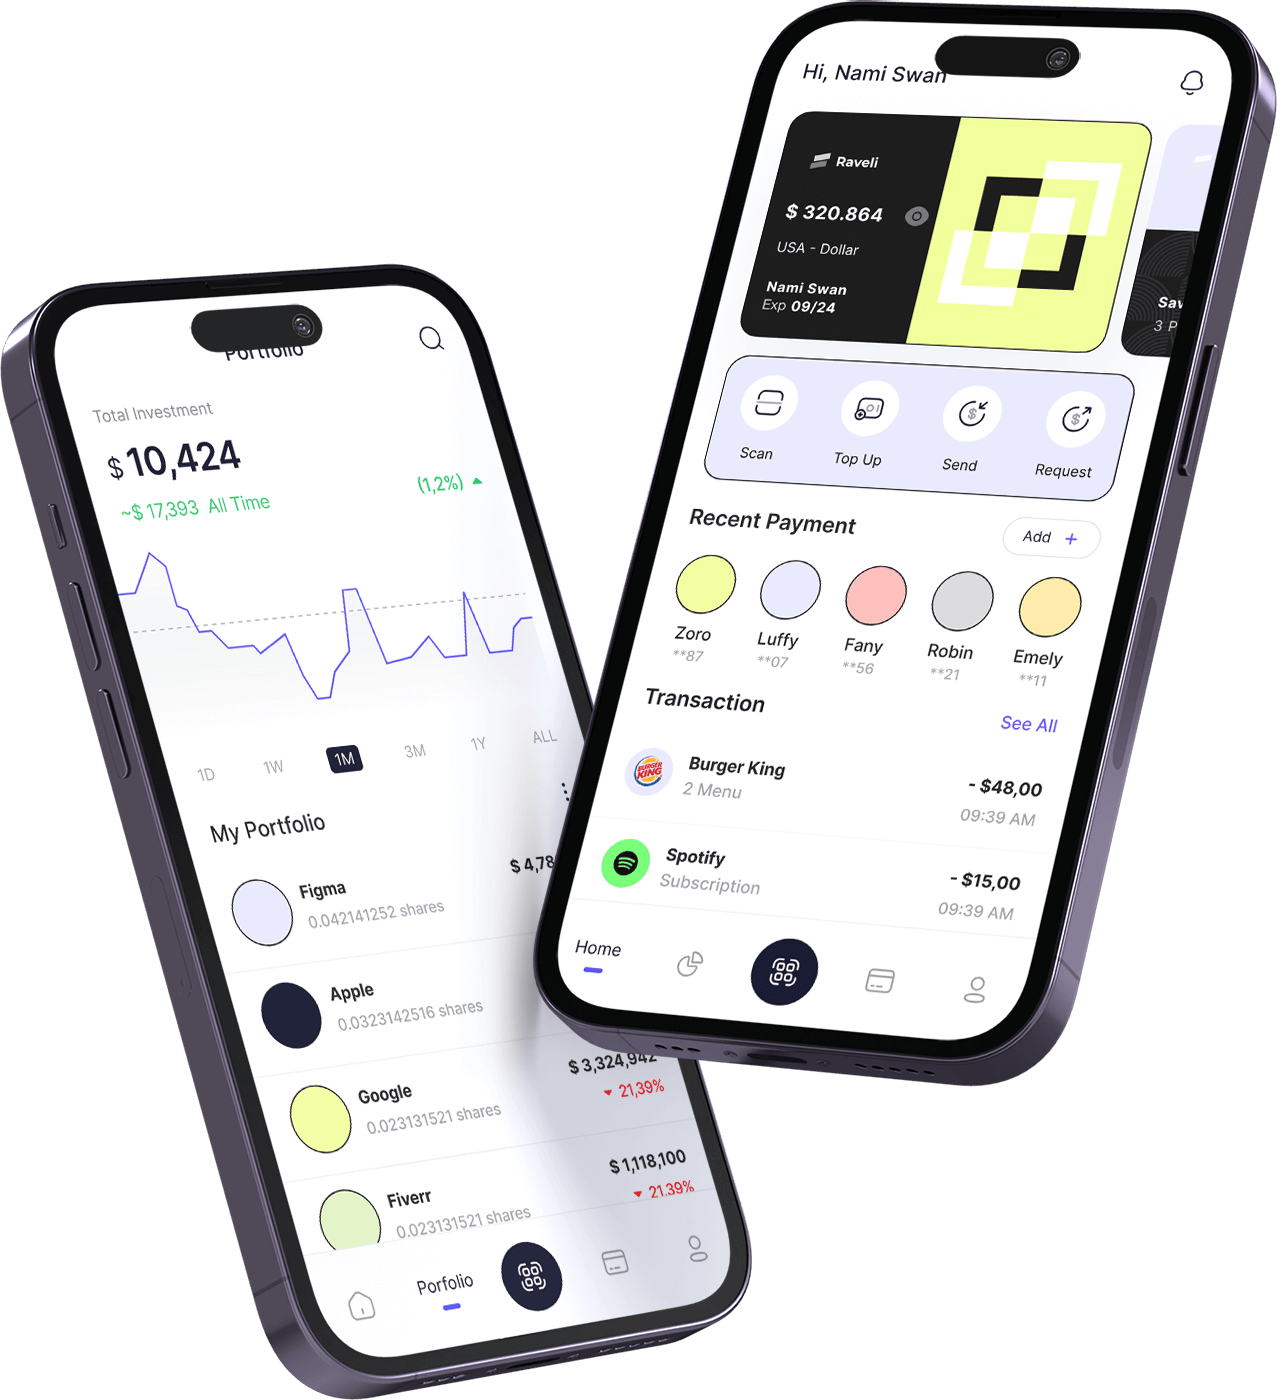 Portfolio
Total Investment
$ 10,424
~$ 17,393 All Time
(1,2%)
1D
1W
1M
3M
1Y
ALL
My Portfolio
Figma
0.042141252 shares
$ 4,78
Apple
0.0323142516 shares
Google
0.023131521 shares
$ 3,324,942
21,39%
Fiverr
0.023131521 shares
$ 1,118,100
21.39%
Porfolio
Hi, Nami Swan
Raveli
$ 320.864
USA - Dollar
Nami Swan
Exp 09/24
Sav
3 P
Scan
Top Up
Send
Request
Recent Payment
Add +
Zoro
**87
Luffy
**07
Fany
**56
Robin
**21
Emely
**11
Transaction
See All
BURGER KING
Burger King
2 Menu
- $48,00
09:39 AM
Spotify
Subscription
- $15,00
09:39 AM
Home